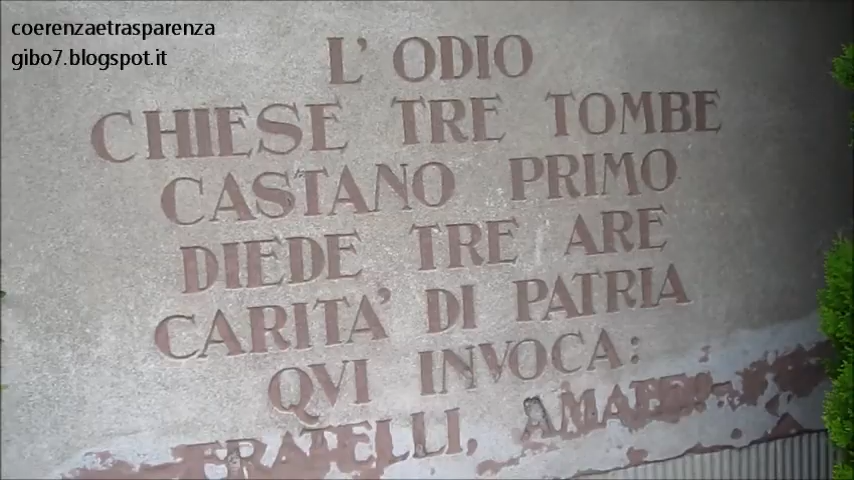 coerenzaetrasparenza
gibo7.blogspot.it
L' ODIO
CHIESE TRE TOMBE
CASTANO PRIMO
DIEDE TRE ARE
CARITA' DI PATRIA
QVI INVOCA:
FRATELLI,